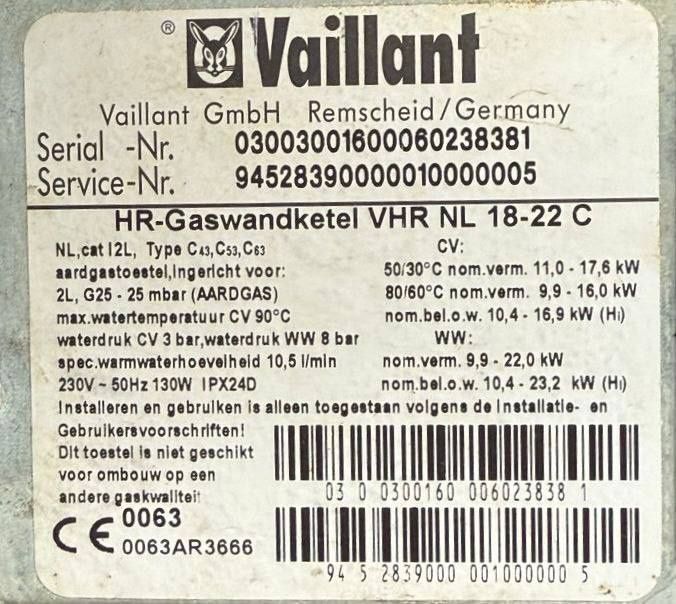 ® Vaillant
Vaillant GmbH Remscheid/Germany
Serial -Nr. 03003001600060238381
Service-Nr. 94528390000010000005
HR-Gaswandketel VHR NL 18-22 C
NL,cat I2L, Type C43,C53,C63
aardgastoestel,ingericht voor:
2L, G25 - 25 mbar (AARDGAS)
max.watertemperatuur CV 90°C
waterdruk CV 3 bar,waterdruk WW 8 bar
spec.warmwaterhoevelheid 10,5 l/min
230V ~ 50Hz 130W IPX24D
CV:
50/30°C nom.verm. 11,0 - 17,6 kW
80/60°C nom.verm. 9,9 - 16,0 kW
nom.bel.o.w. 10,4 - 16,9 kW (Hi)
WW:
nom.verm. 9,9 - 22,0 kW
nom.bel.o.w. 10,4 - 23,2 kW (Hi)
Installeren en gebruiken is alleen toegestaan volgens de Installatie- en
Gebruikersvoorschriften!
Dit toestel is niet geschikt
voor ombouw op een
andere gaskwaliteit
03 0 0300160 006023838 1
CE 0063
0063AR3666
94 5 2839000 001000000 5